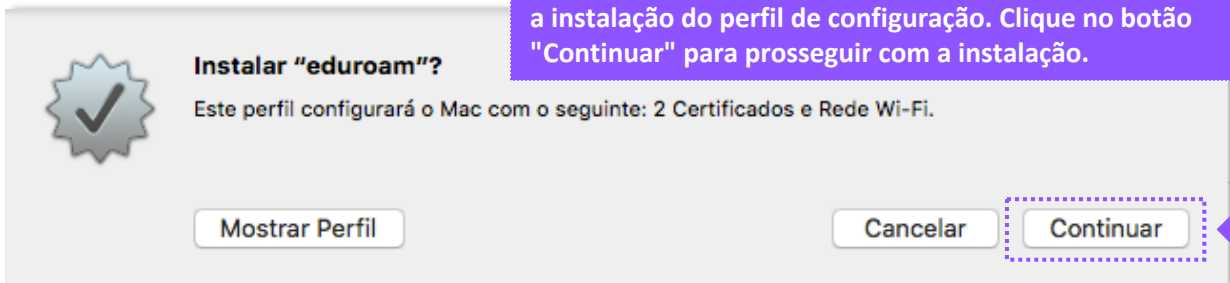 a instalação do perfil de configuração. Clique no botão
"Continuar" para prosseguir com a instalação.
Instalar “eduroam”?
Este perfil configurará o Mac com o seguinte: 2 Certificados e Rede Wi-Fi.
Mostrar Perfil
Cancelar
Continuar